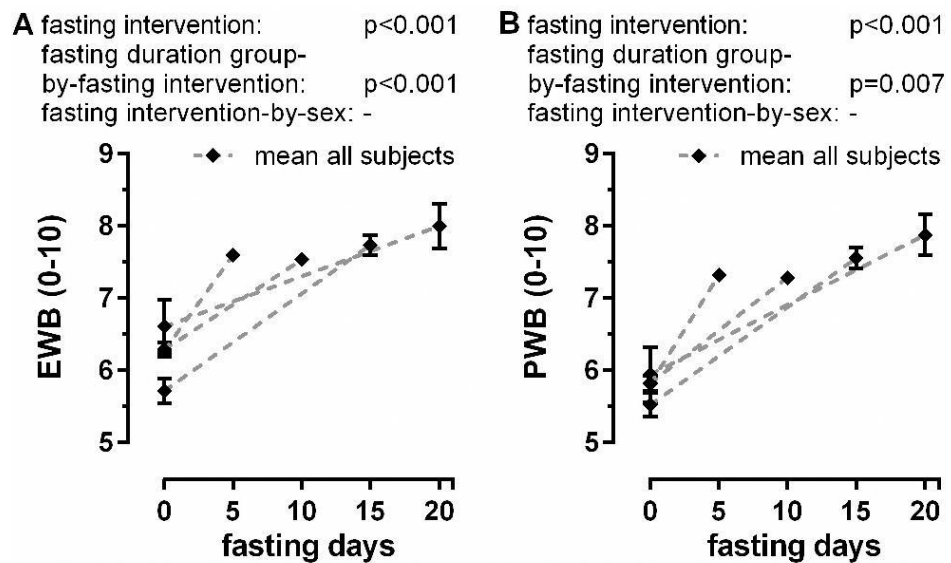 A fasting intervention: p<0.001
fasting duration group-
by-fasting intervention: p<0.001
fasting intervention-by-sex: -
mean all subjects
9
8
7
6
5
EWB (0-10)
0 5 10 15 20
fasting days
B fasting intervention: p<0.001
fasting duration group-
by-fasting intervention: p=0.007
fasting intervention-by-sex: -
mean all subjects
9
8
7
6
5
PWB (0-10)
0 5 10 15 20
fasting days